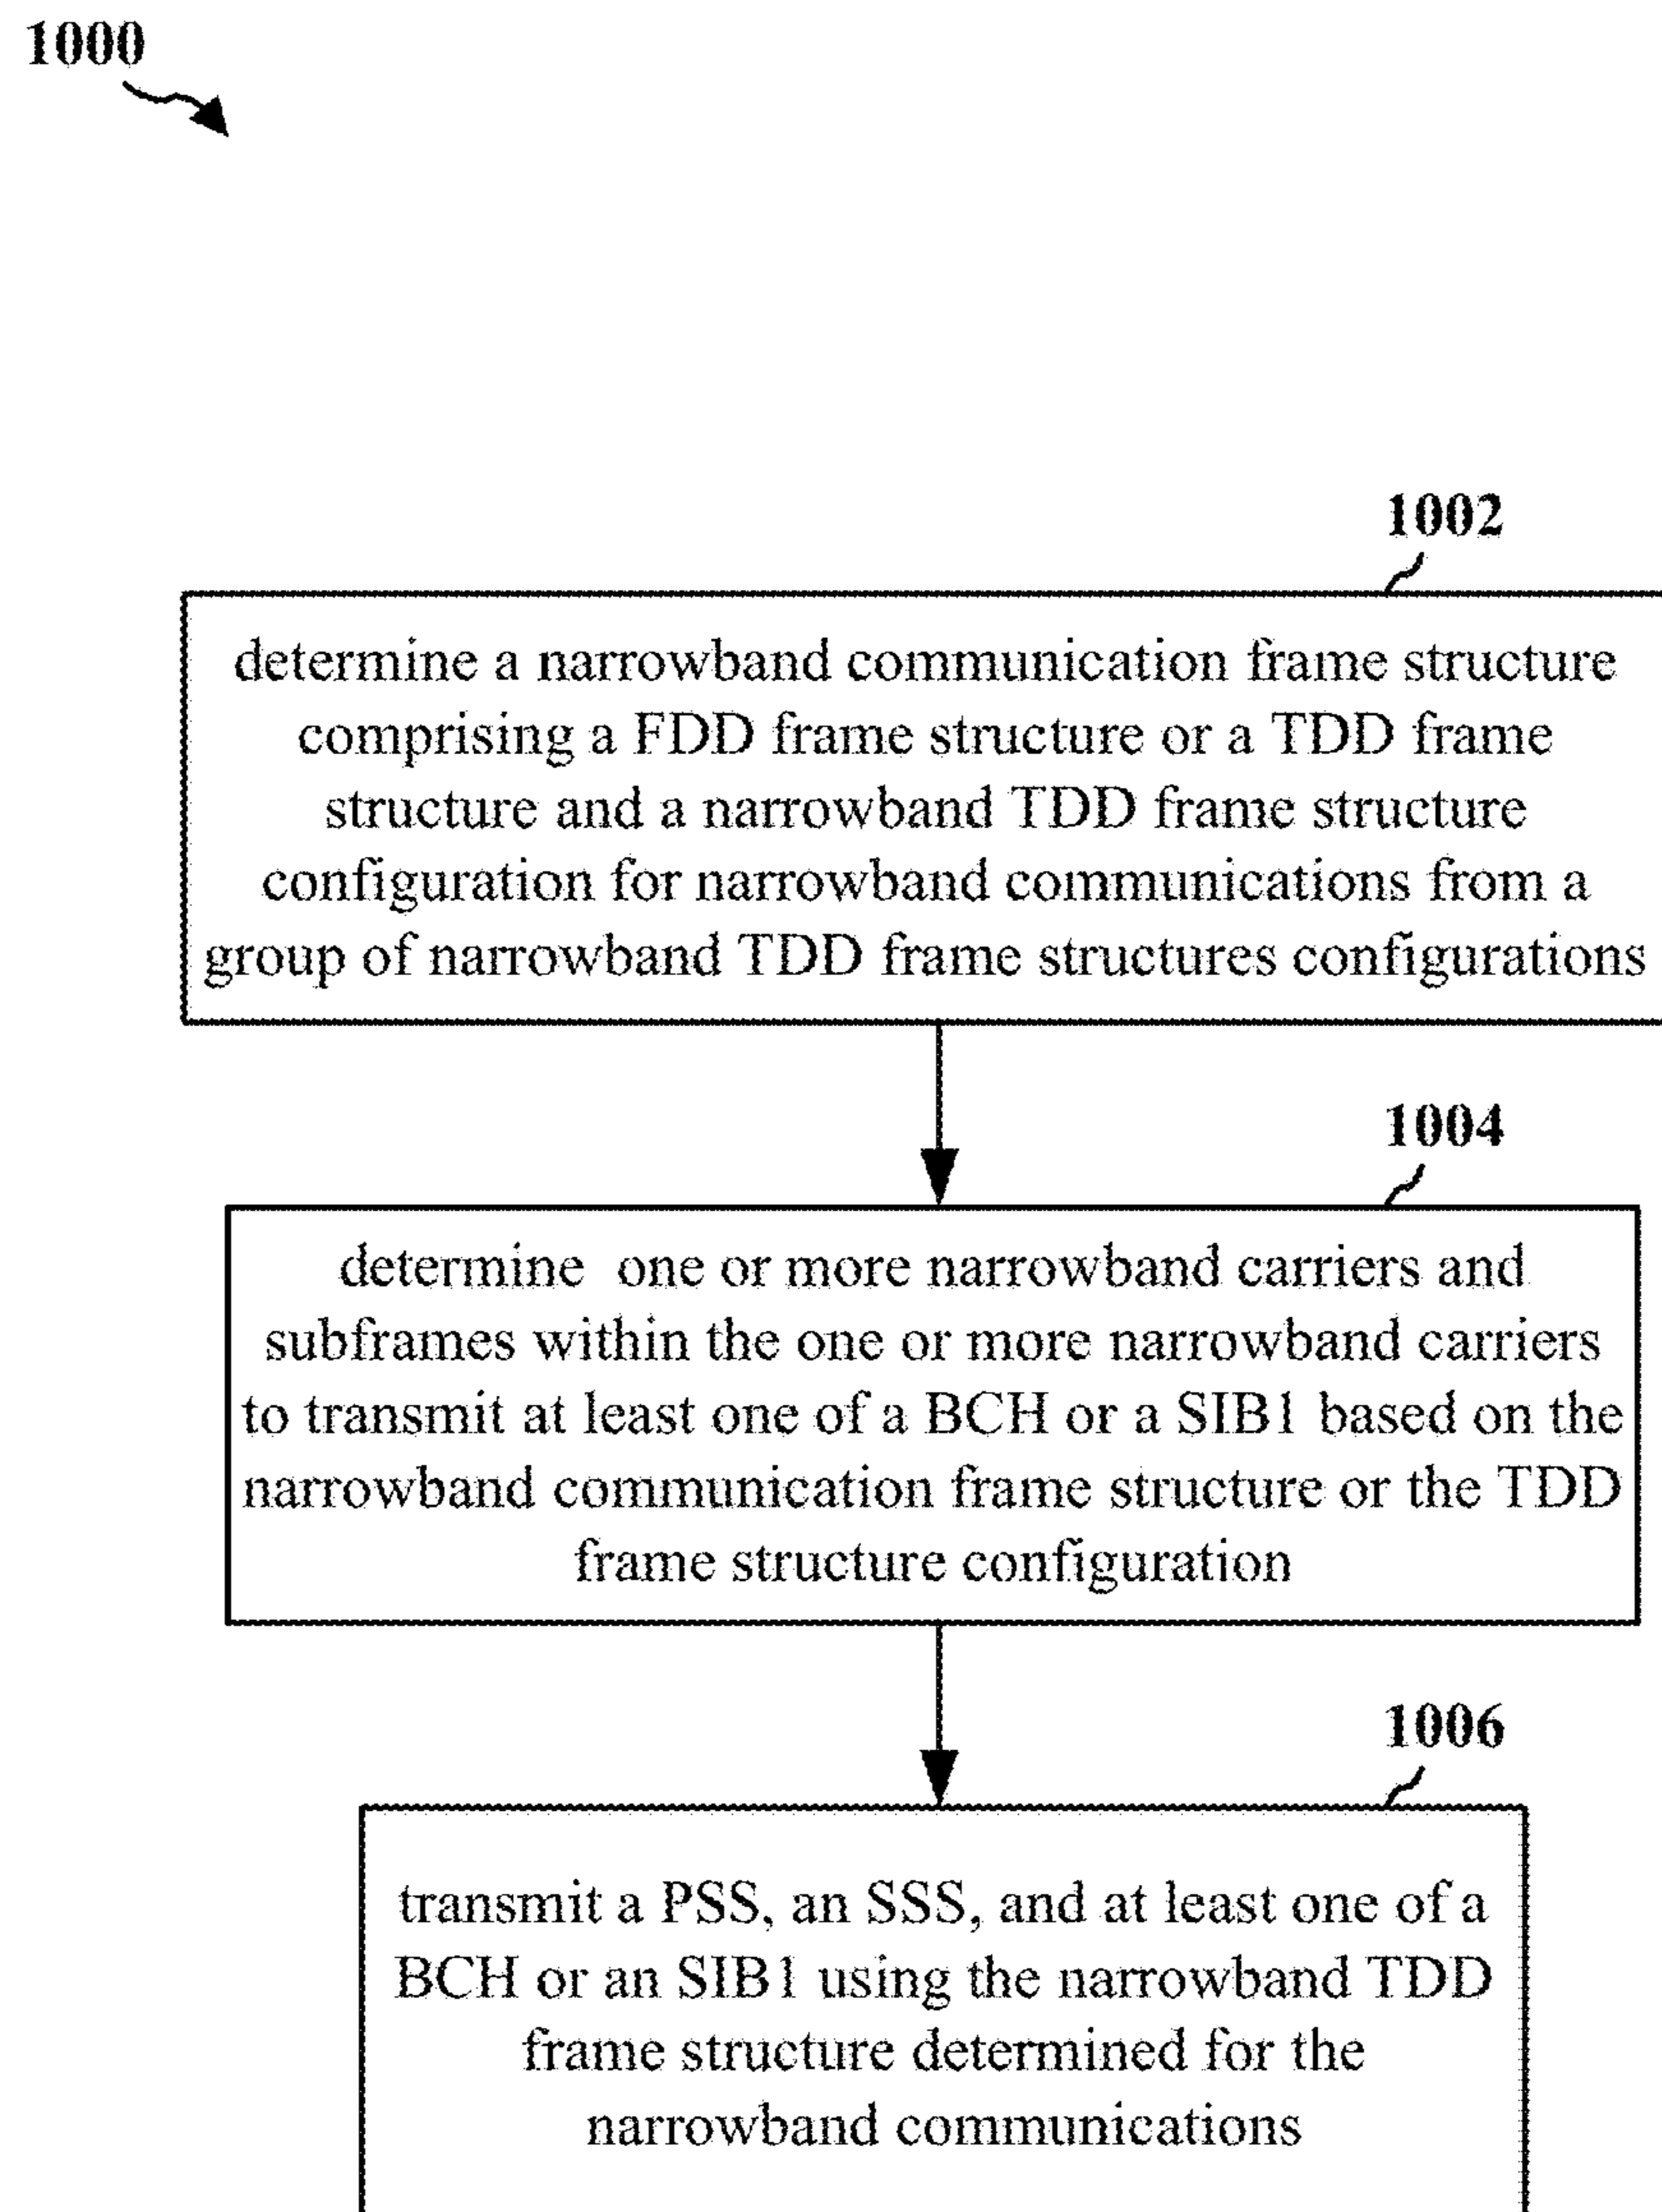 1000
1002
determine a narrowband communication frame structure
comprising a FDD frame structure or a TDD frame
structure and a narrowband TDD frame structure
configuration for narrowband communications from a
group of narrowband TDD frame structures configurations
1004
determine one or more narrowband carriers and
subframes within the one or more narrowband carriers
to transmit at least one of a BCH or a SIB1 based on the
narrowband communication frame structure or the TDD
frame structure configuration
1006
transmit a PSS, an SSS, and at least one of a
BCH or an SIB1 using the narrowband TDD
frame structure determined for the
narrowband communications